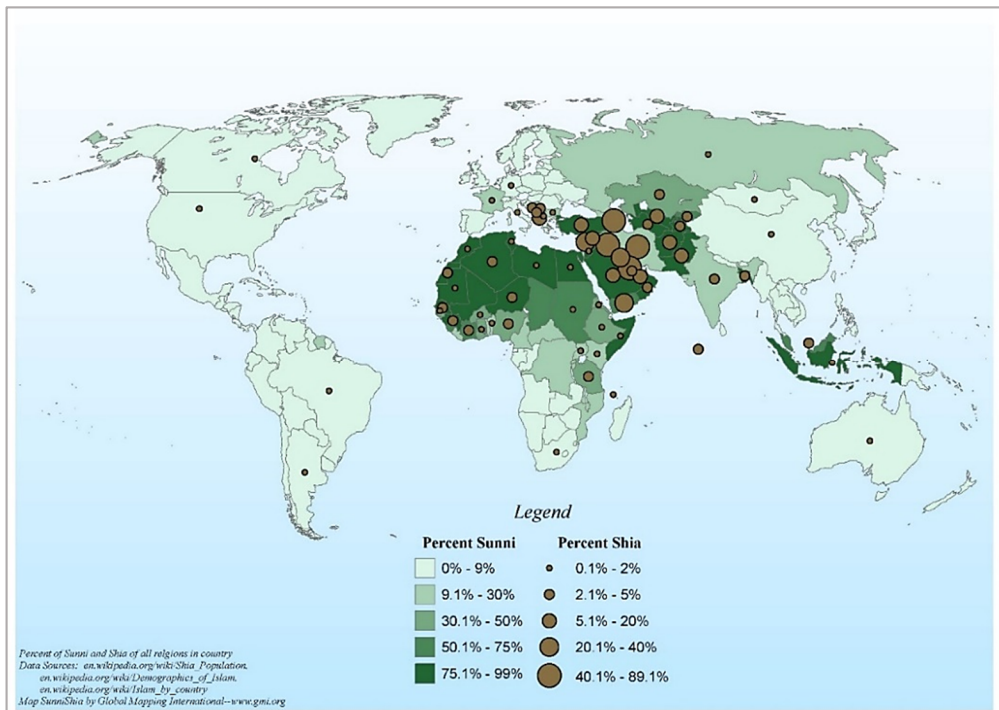 Legend
Percent Sunni
0% - 9%
9.1% - 30%
30.1% - 50%
50.1% - 75%
75.1% - 99%
Percent Shia
0.1% - 2%
2.1% - 5%
5.1% - 20%
20.1% - 40%
40.1% - 89.1%
Percent of Sunni and Shia of all relgions in country
Data Sources: en.wikipedia.org/wiki/Shia_Population,
en.wikipedia.org/wiki/Demographics_of_Islam,
en.wikipedia.org/wiki/Islam_by_country
Map SunniShia by Global Mapping International--www.gmi.org